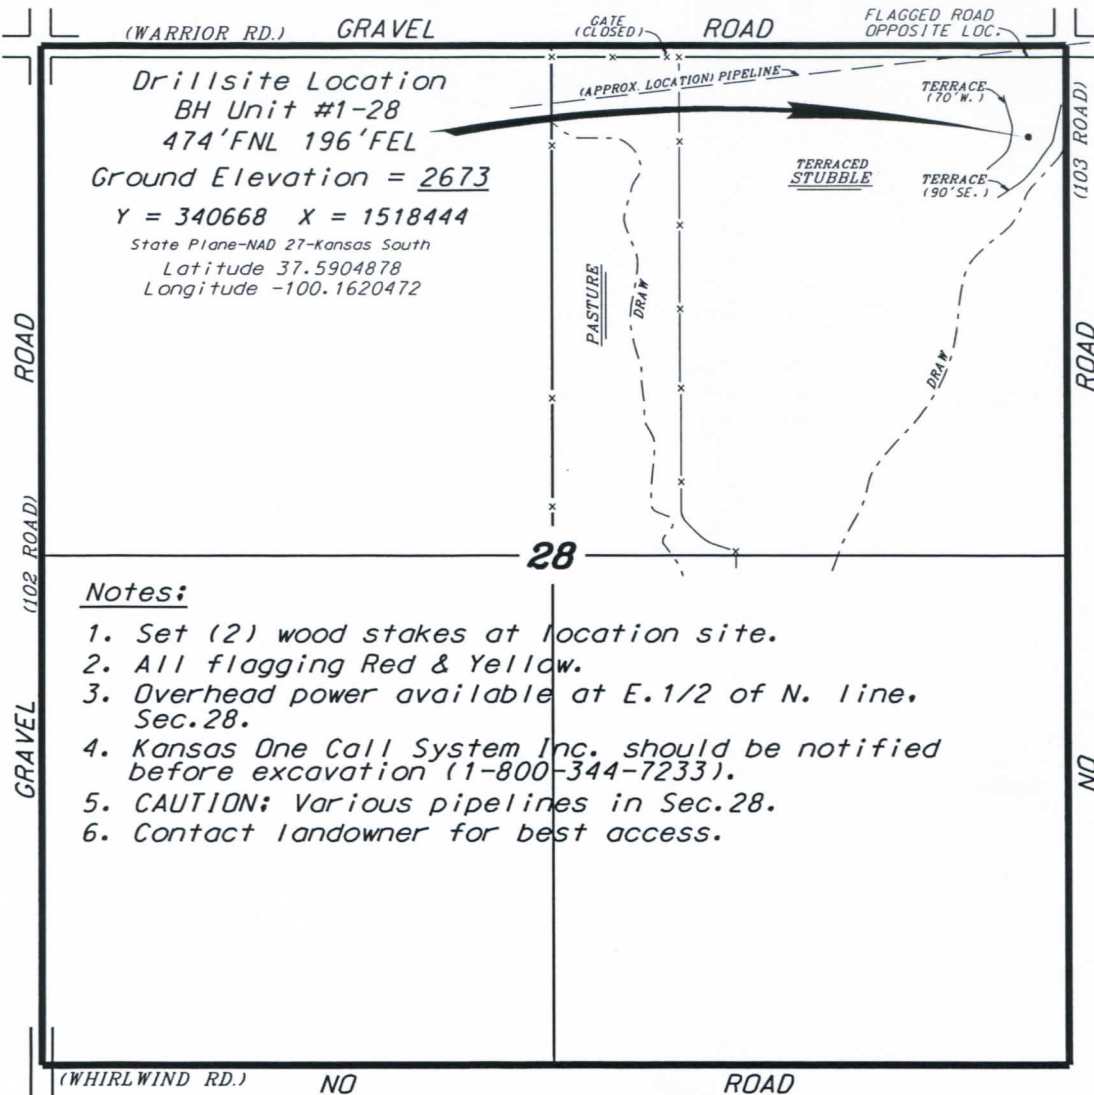 (WARRIOR RD.) GRAVEL ROAD
GATE
(CLOSED)
FLAGGED ROAD
OPPOSITE LOC.
Drillsite Location
BH Unit #1-28
474'FNL 196'FEL
Ground Elevation = 2673
Y = 340668 X = 1518444
State Plane-NAD 27-Kansas South
Latitude 37.5904878
Longitude -100.1620472
(APPROX. LOCATION) PIPELINE
TERRACE
(70'W.)
TERRACED
STUBBLE
TERRACE
(90'SE.)
PASTURE
DRAW
DRAW
(103 ROAD)
ROAD
NO
ROAD
(102 ROAD)
GRAVEL
28
Notes:
1. Set (2) wood stakes at location site.
2. All flagging Red & Yellow.
3. Overhead power available at E.1/2 of N. line.
Sec.28.
4. Kansas One Call System Inc. should be notified
before excavation (1-800-344-7233).
5. CAUTION: Various pipelines in Sec.28.
6. Contact landowner for best access.
(WHIRLWIND RD.) NO ROAD